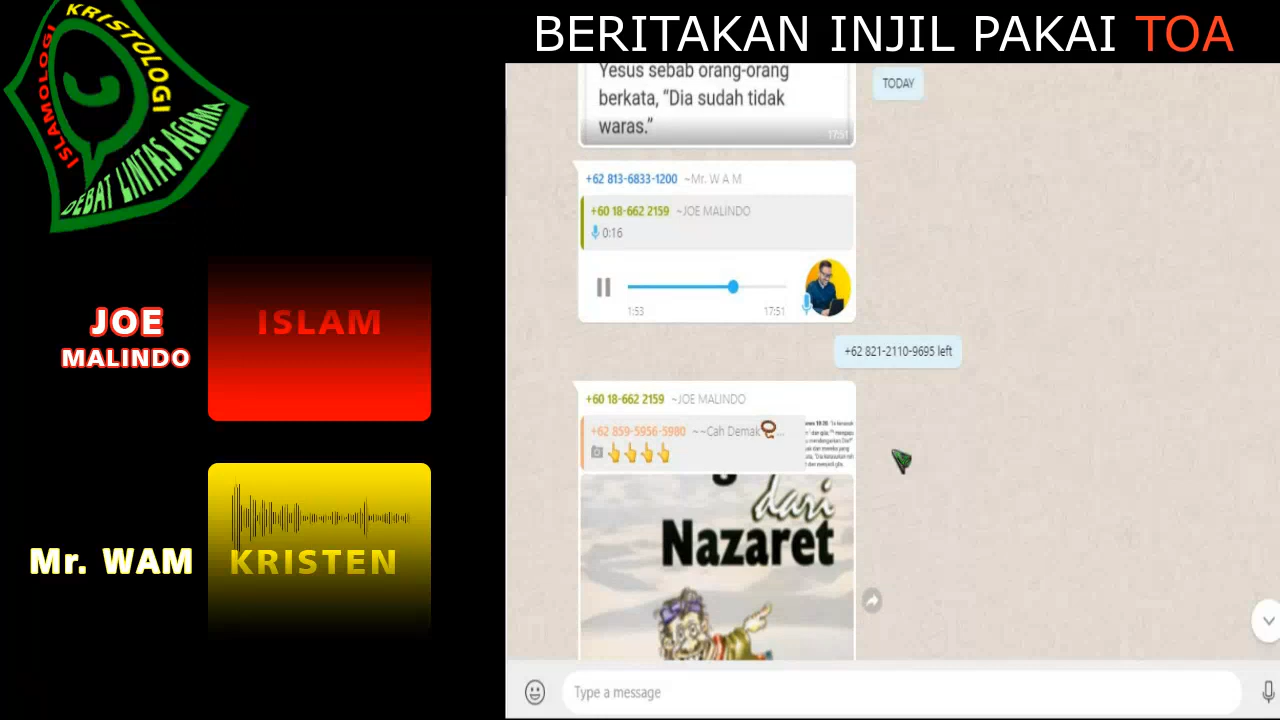 KRISTOLOGI
ISLAMOLOGI
DEBAT LINTAS AGAMA
BERITAKAN INJIL PAKAI TOA
Yesus sebab orang-orang
berkata, “Dia sudah tidak
waras.”
17:51
TODAY
+62 813-6833-1200 ~Mr. W A M
+60 18-662 2159 ~JOE MALINDO
0:16
1:53 17:51
+62 821-2110-9695 left
+60 18-662 2159 ~JOE MALINDO
+62 859-5956-5980 ~~Cah Demak...
dari
Nazaret
Type a message
JOE
MALINDO
ISLAM
Mr. WAM
KRISTEN